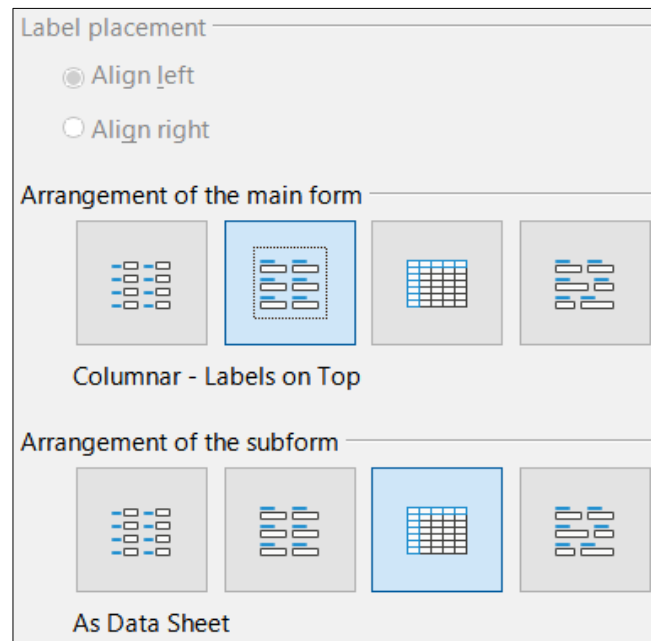 Label placement
Align left
Align right
Arrangement of the main form
Columnar - Labels on Top
Arrangement of the subform
As Data Sheet